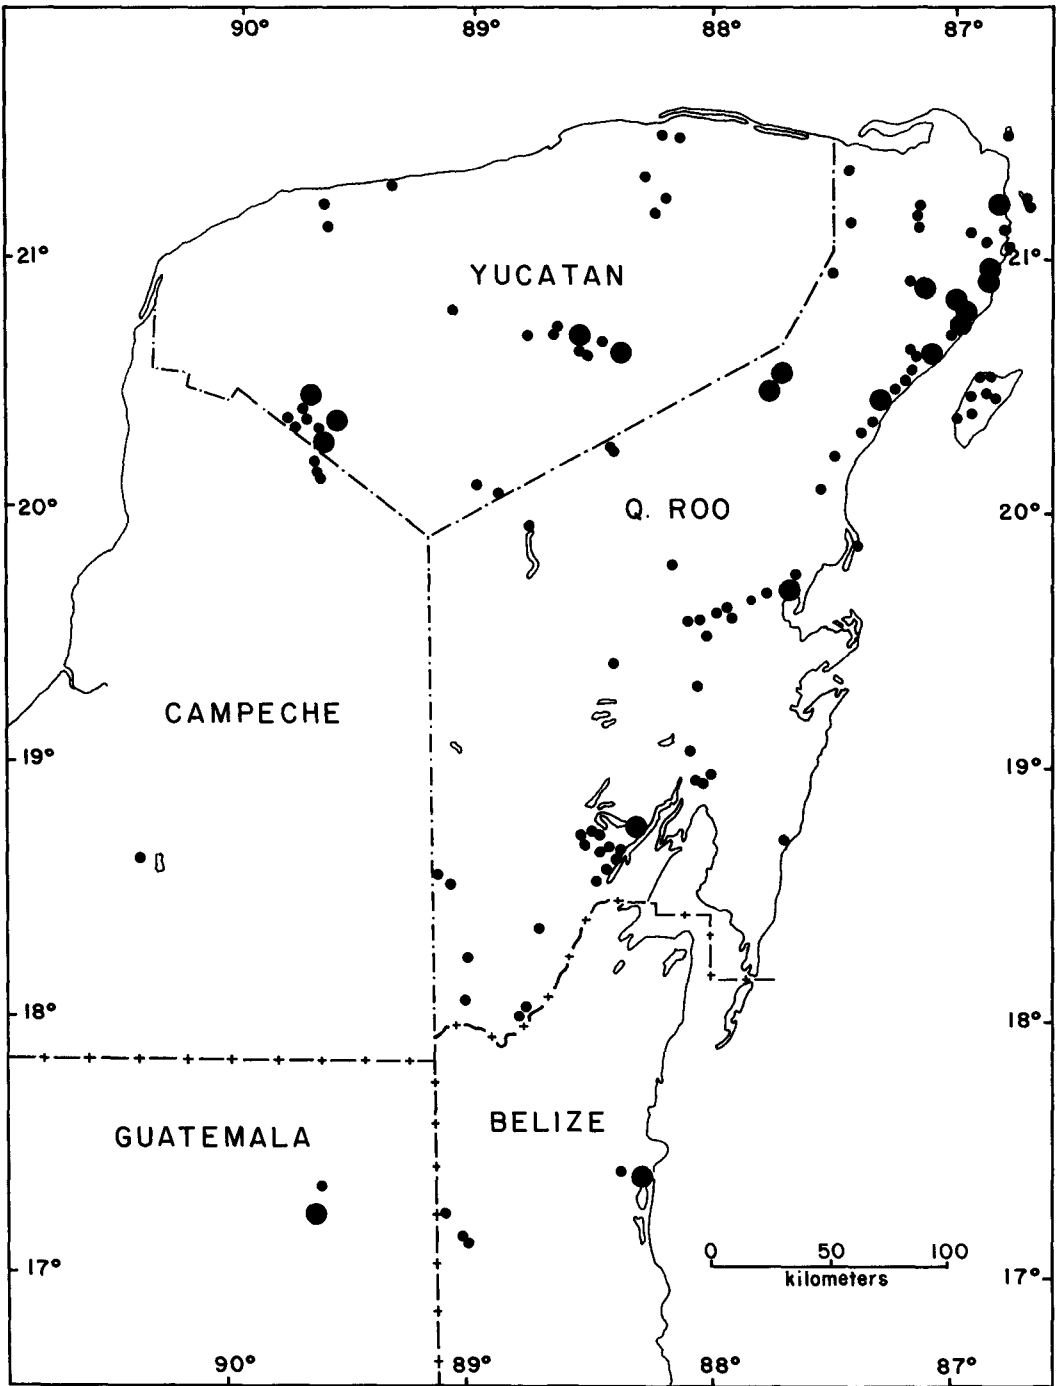 90° 89° 88° 87°
21° YUCATAN 21°
20° Q. ROO 20°
CAMPECHE
19° 19°
18° 18°
GUATEMALA BELIZE
0 50 100
kilometers
17° 17°
90° 89° 88° 87°